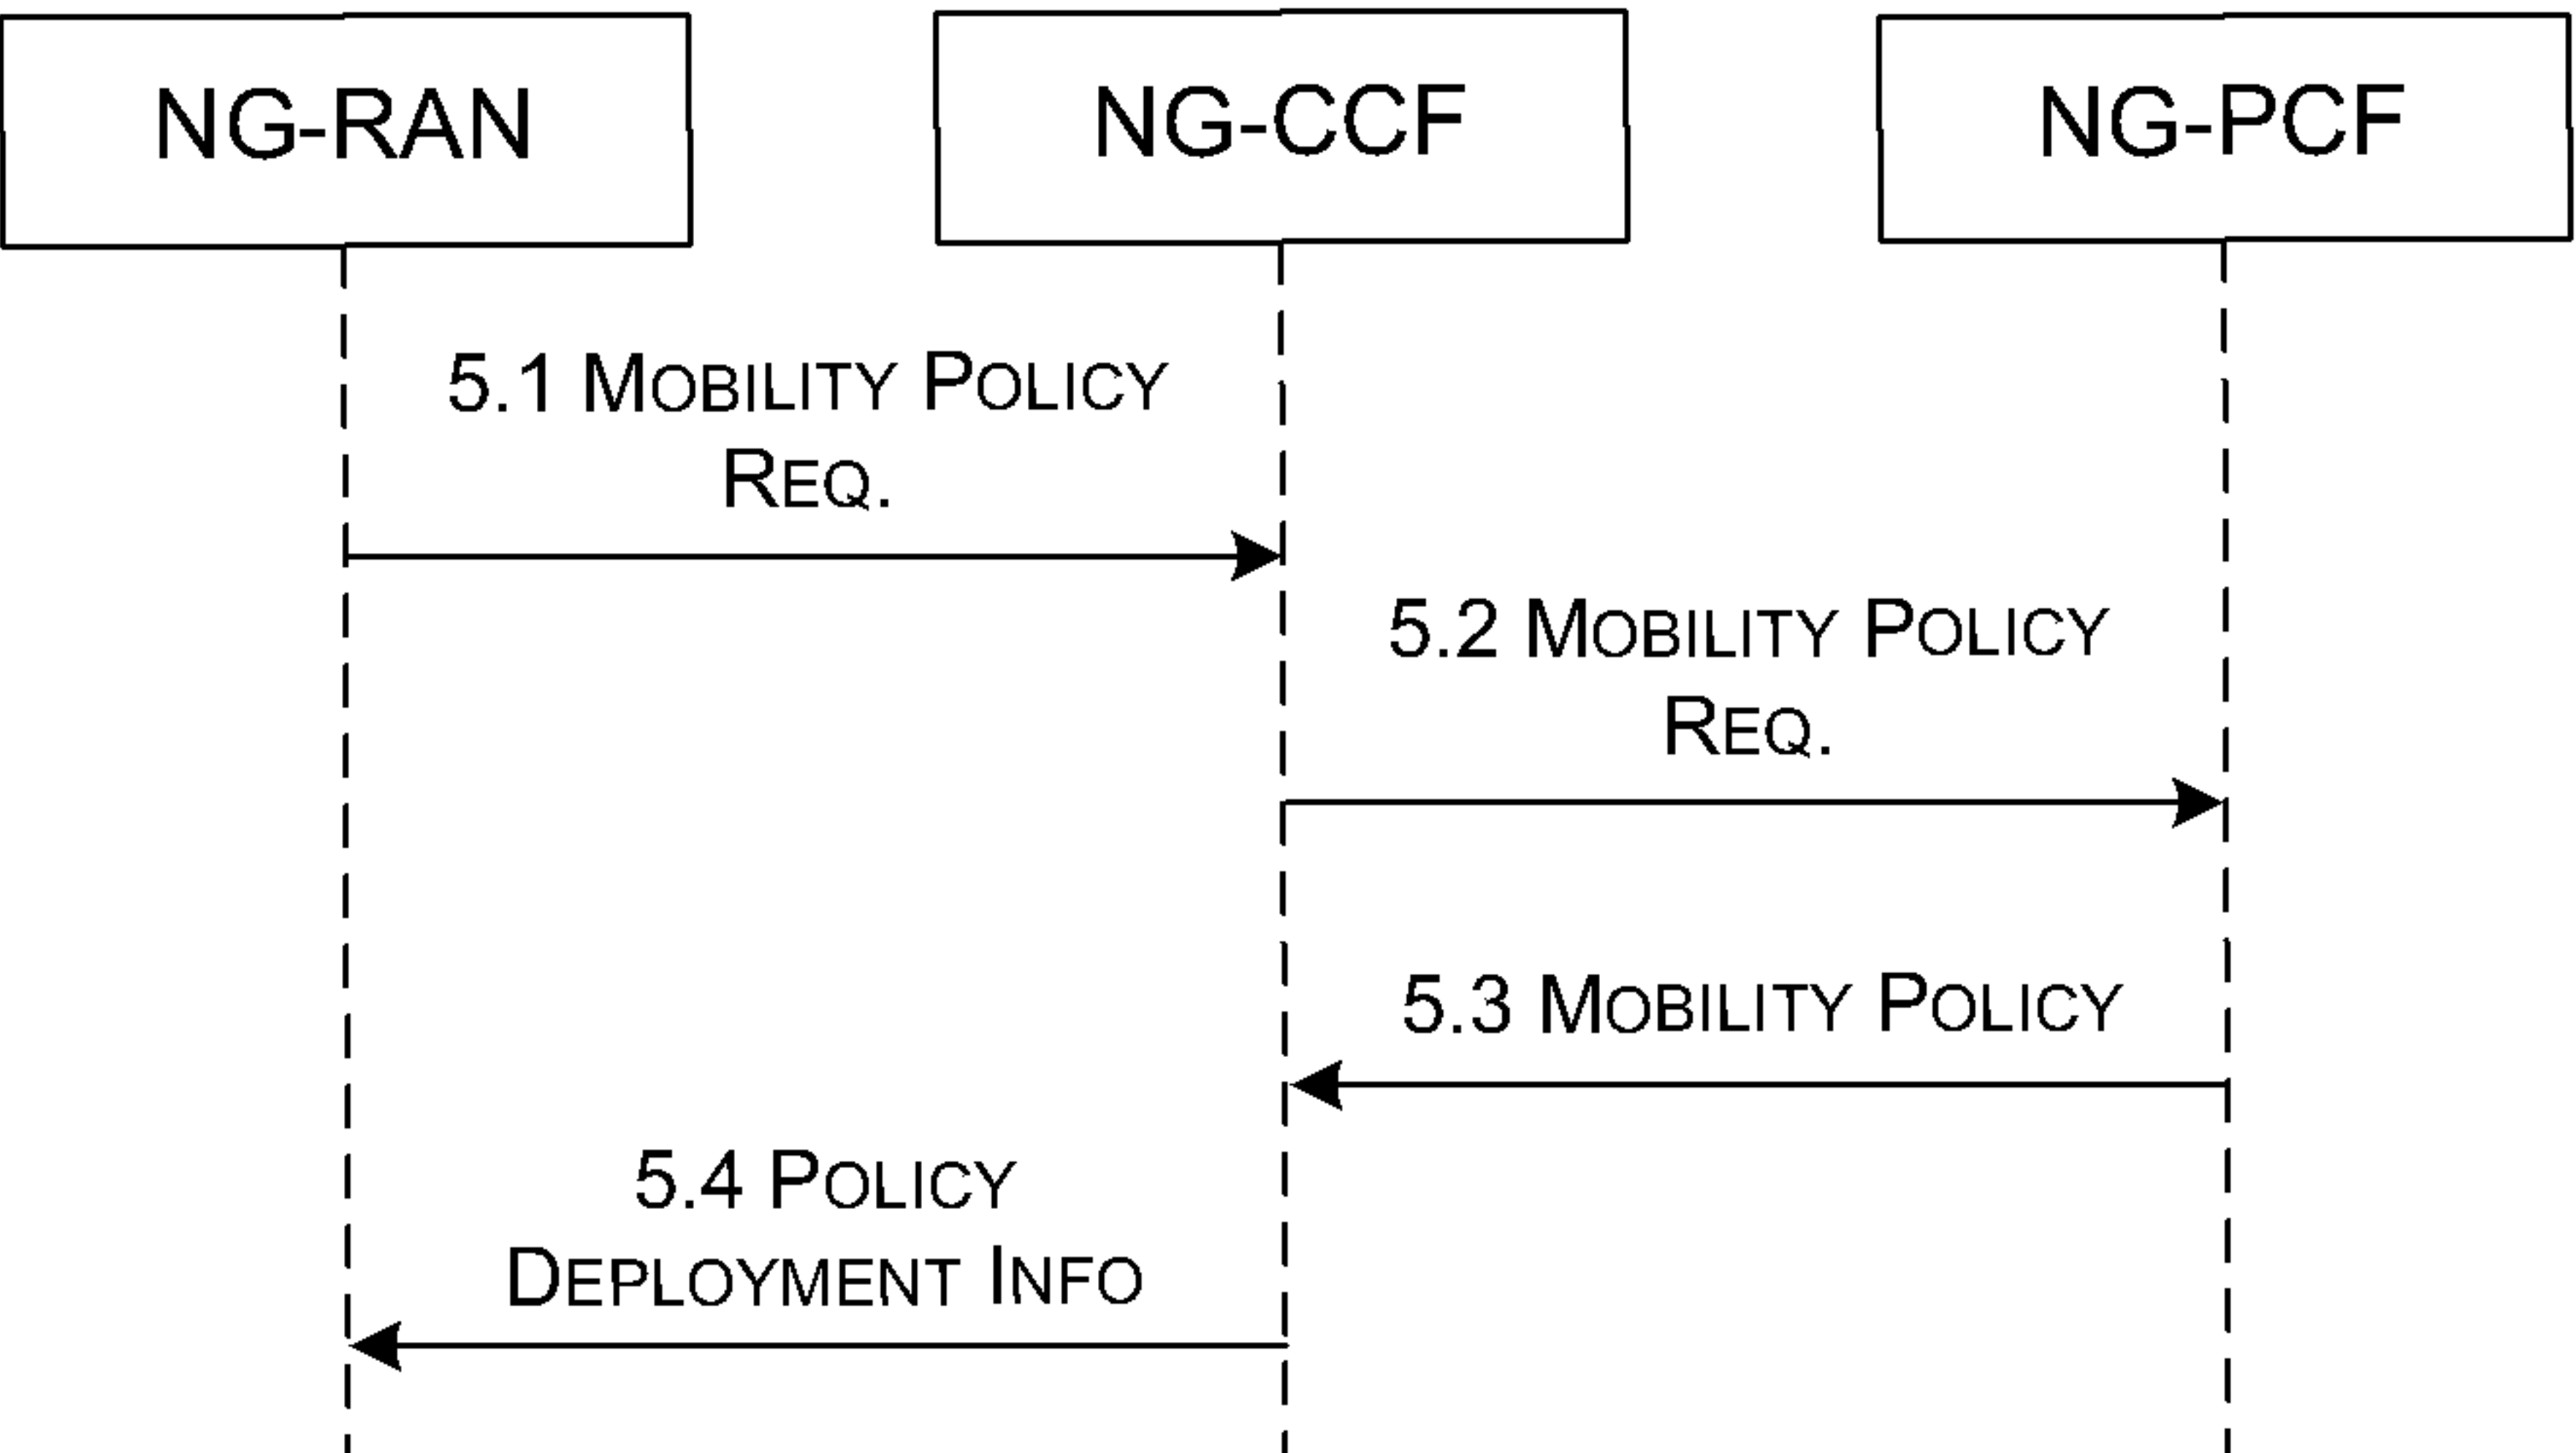 NG-RAN
NG-CCF
NG-PCF
5.1 MOBILITY POLICY
REQ.
5.2 MOBILITY POLICY
REQ.
5.3 MOBILITY POLICY
5.4 POLICY
DEPLOYMENT INFO